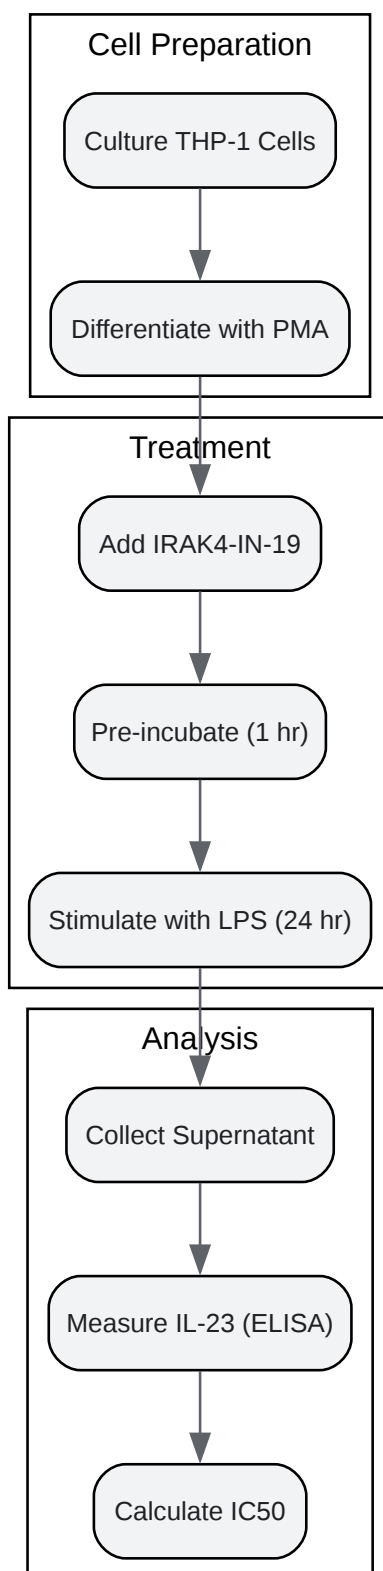 Cell Preparation
Culture THP-1 Cells
Differentiate with PMA
Treatment
Add IRAK4-IN-19
Pre-incubate (1 hr)
Stimulate with LPS (24 hr)
Analysis
Collect Supernatant
Measure IL-23 (ELISA)
Calculate IC50